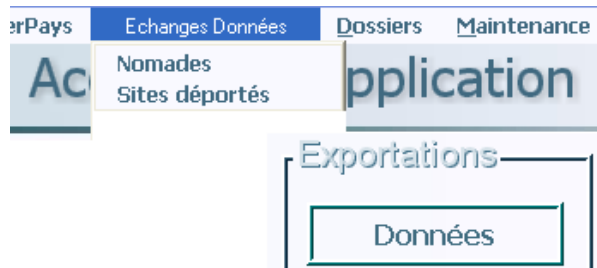 erPays Echanges Données Dossiers Maintenance
Nomades
Sites déportés
Ac pplication
Exportations
Données